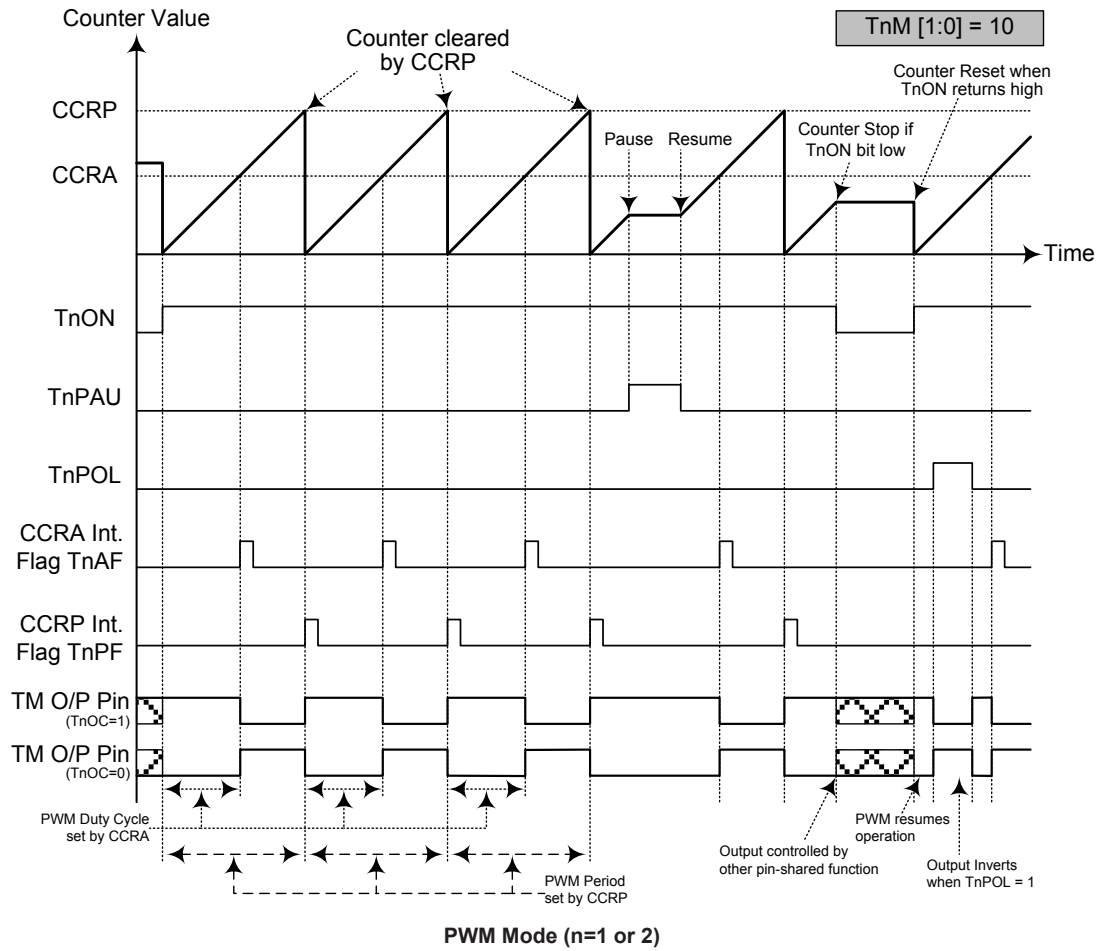 Counter Value
TnM [1:0] = 10
Counter cleared
by CCRP
Counter Reset when
TnON returns high
CCRP
Counter Stop if
TnON bit low
Pause
Resume
CCRA
Time
TnON
TnPAU
TnPOL
CCRA Int.
Flag TnAF
CCRP Int.
Flag TnPF
TM O/P Pin
(TnOC=1)
TM O/P Pin
(TnOC=0)
PWM Duty Cycle
set by CCRA
PWM resumes
operation
Output controlled by
other pin-shared function
Output Inverts
when TnPOL = 1
PWM Period
set by CCRP
PWM Mode (n=1 or 2)